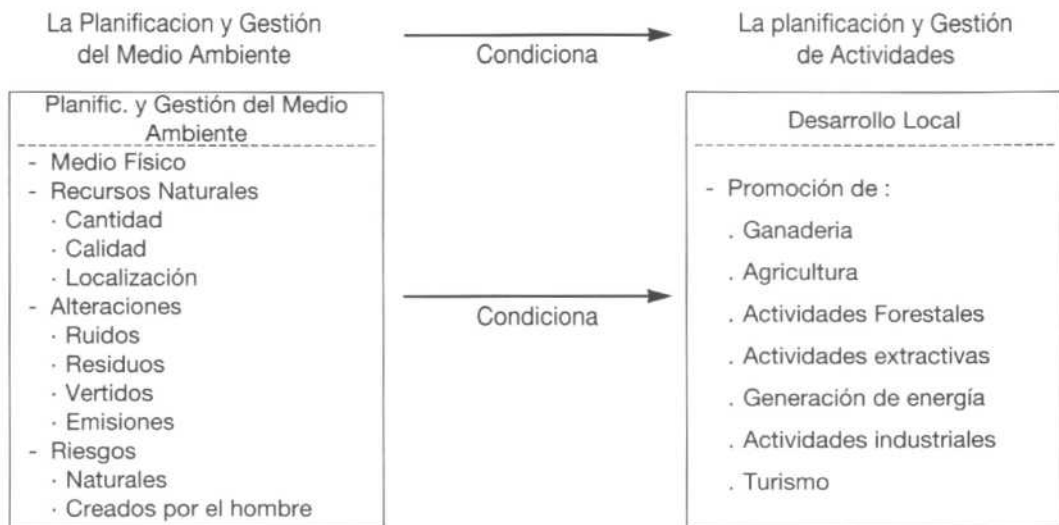 La Planificacion y Gestión
del Medio Ambiente
Condiciona
La planificación y Gestión
de Actividades
Planific. y Gestión del Medio
Ambiente
- Medio Físico
- Recursos Naturales
· Cantidad
· Calidad
· Localización
- Alteraciones
· Ruidos
· Residuos
· Vertidos
· Emisiones
- Riesgos
· Naturales
· Creados por el hombre
Condiciona
Desarrollo Local
- Promoción de :
. Ganaderia
. Agricultura
. Actividades Forestales
. Actividades extractivas
. Generación de energía
. Actividades industriales
. Turismo